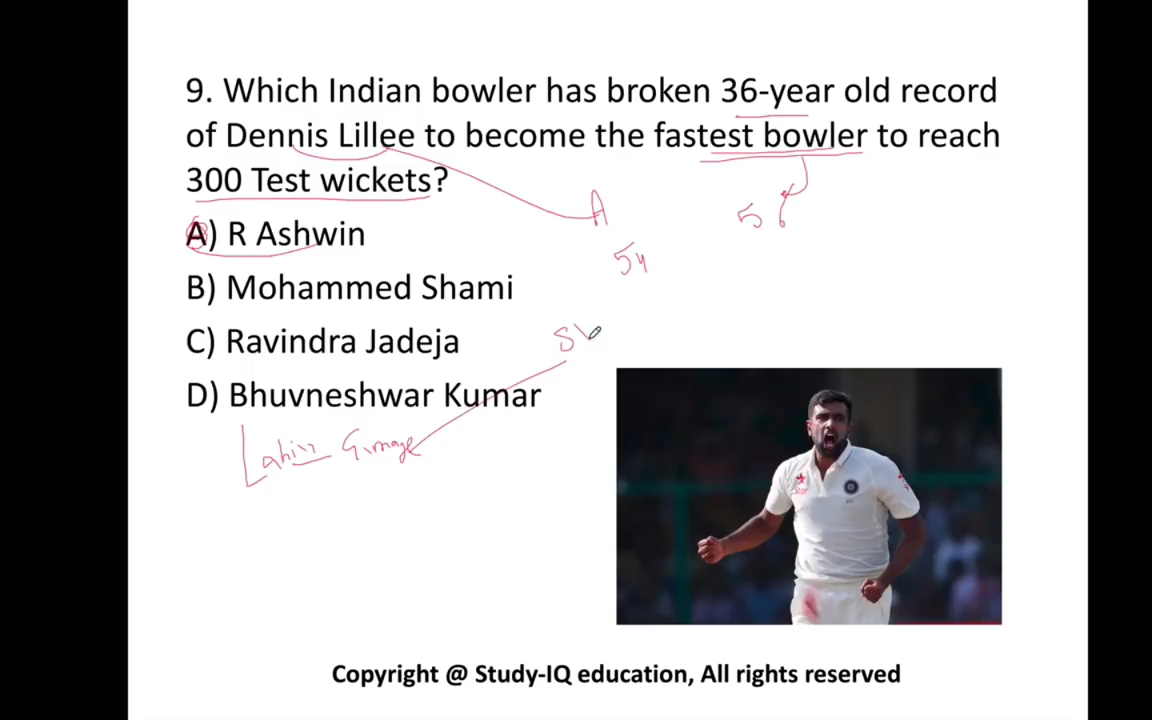 9. Which Indian bowler has broken 36-year old record
of Dennis Lillee to become the fastest bowler to reach
300 Test wickets?
A) R Ashwin
A
56
54
B) Mohammed Shami
C) Ravindra Jadeja
D) Bhuvneshwar Kumar
Copyright @ Study-IQ education, All rights reserved